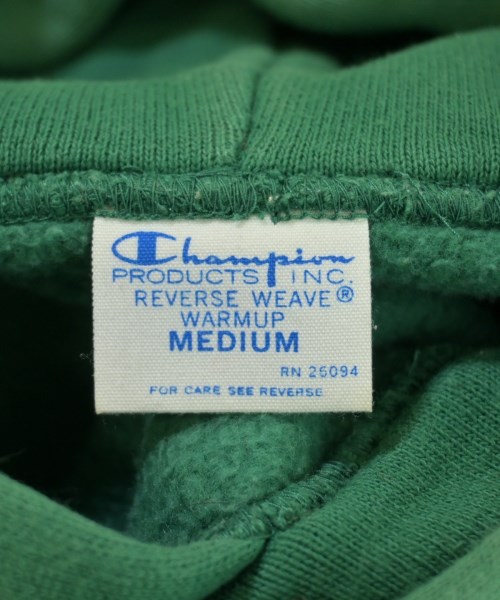 Champion
PRODUCTS INC.
REVERSE WEAVE®
WARMUP
MEDIUM
RN 26094
FOR CARE SEE REVERSE